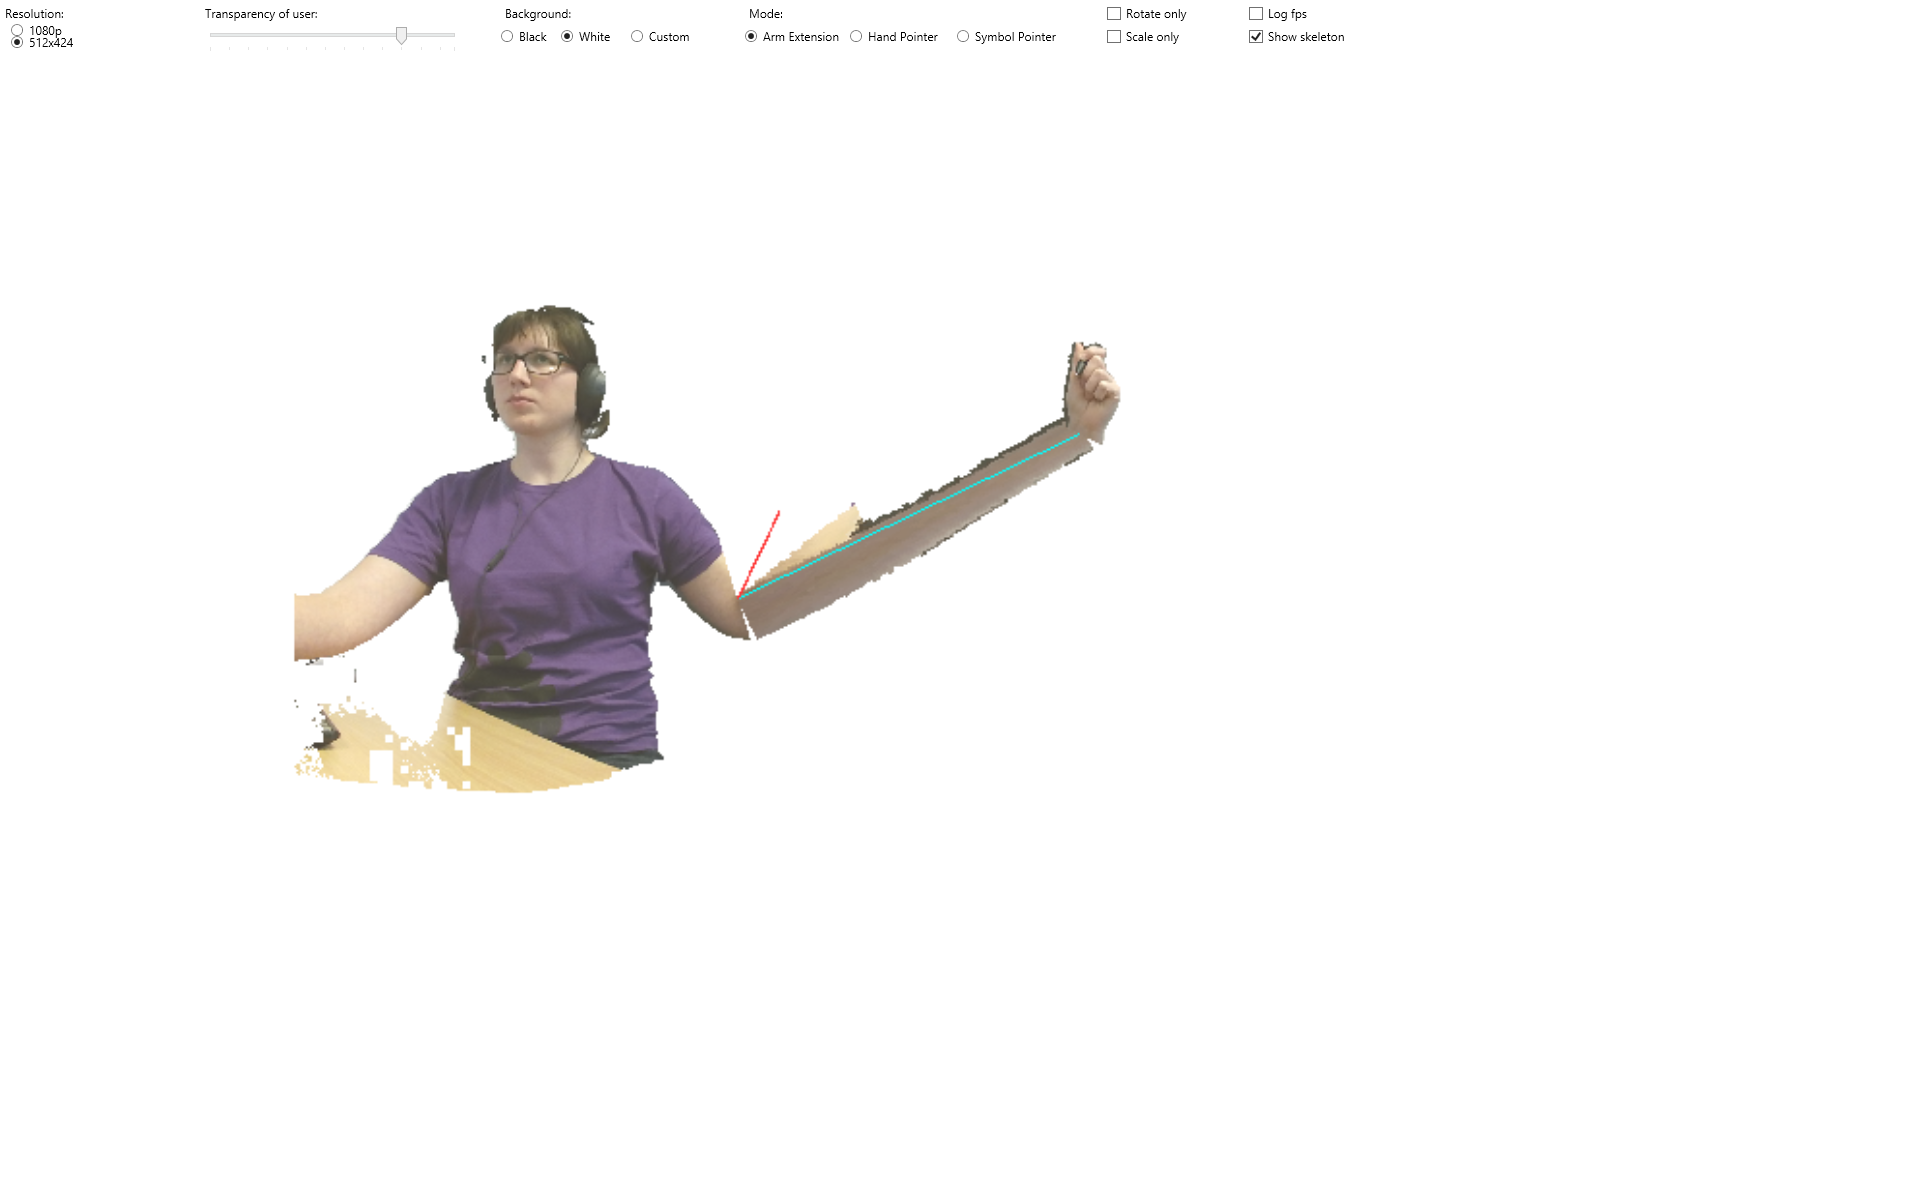 Resolution:
1080p
512x424
Transparency of user:
Background:
Black White Custom
Mode:
Arm Extension Hand Pointer Symbol Pointer
Rotate only
Scale only
Log fps
Show skeleton